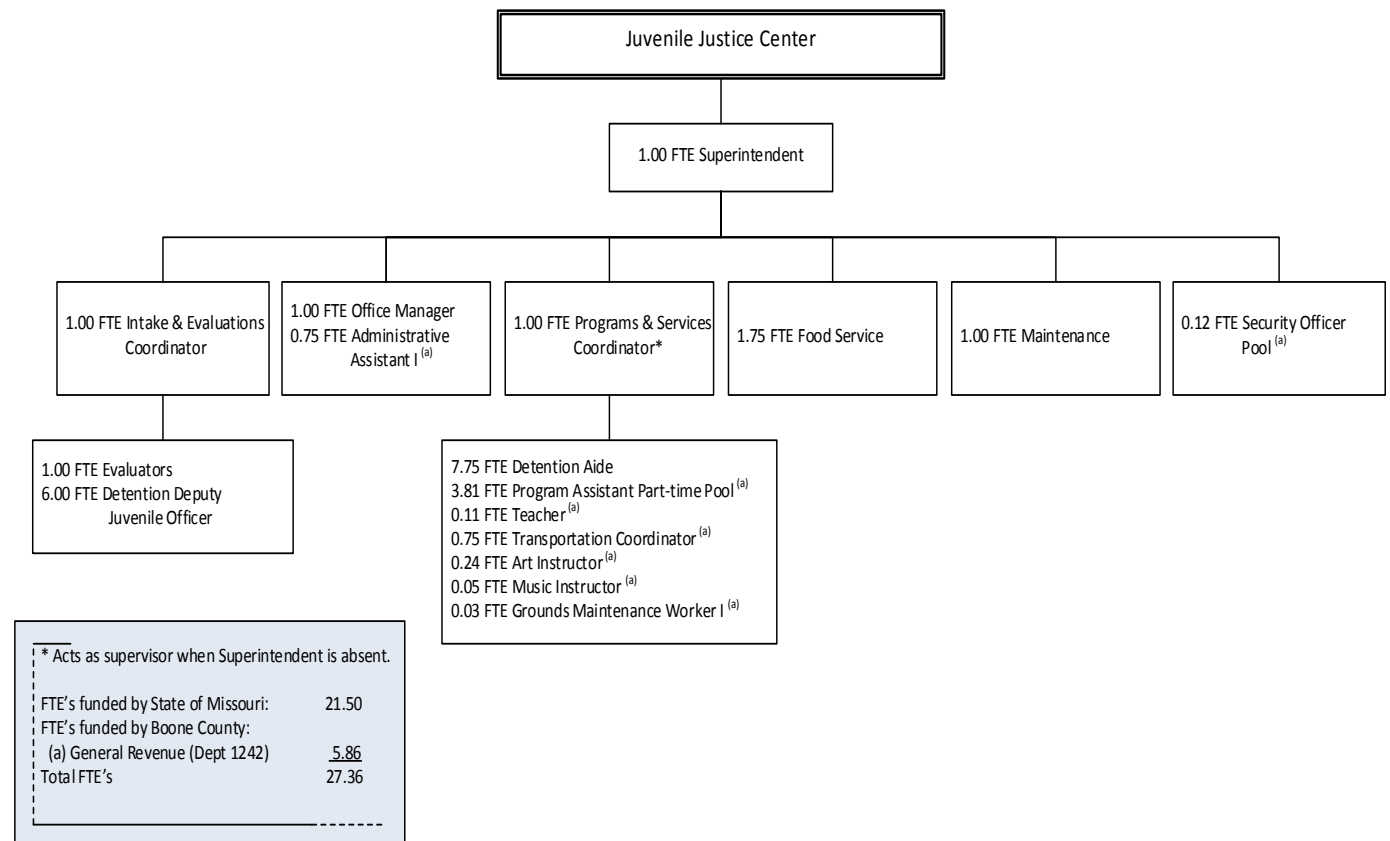 Juvenile Justice Center
1.00 FTE Superintendent
1.00 FTE Intake & Evaluations
Coordinator
1.00 FTE Office Manager
0.75 FTE Administrative
Assistant I (a)
1.00 FTE Programs & Services
Coordinator*
1.75 FTE Food Service
1.00 FTE Maintenance
0.12 FTE Security Officer
Pool (a)
1.00 FTE Evaluators
6.00 FTE Detention Deputy
Juvenile Officer
7.75 FTE Detention Aide
3.81 FTE Program Assistant Part-time Pool (a)
0.11 FTE Teacher (a)
0.75 FTE Transportation Coordinator (a)
0.24 FTE Art Instructor (a)
0.05 FTE Music Instructor (a)
0.03 FTE Grounds Maintenance Worker I (a)
* Acts as supervisor when Superintendent is absent.
FTE’s funded by State of Missouri: 21.50
FTE’s funded by Boone County:
(a) General Revenue (Dept 1242) 5.86
Total FTE’s 27.36